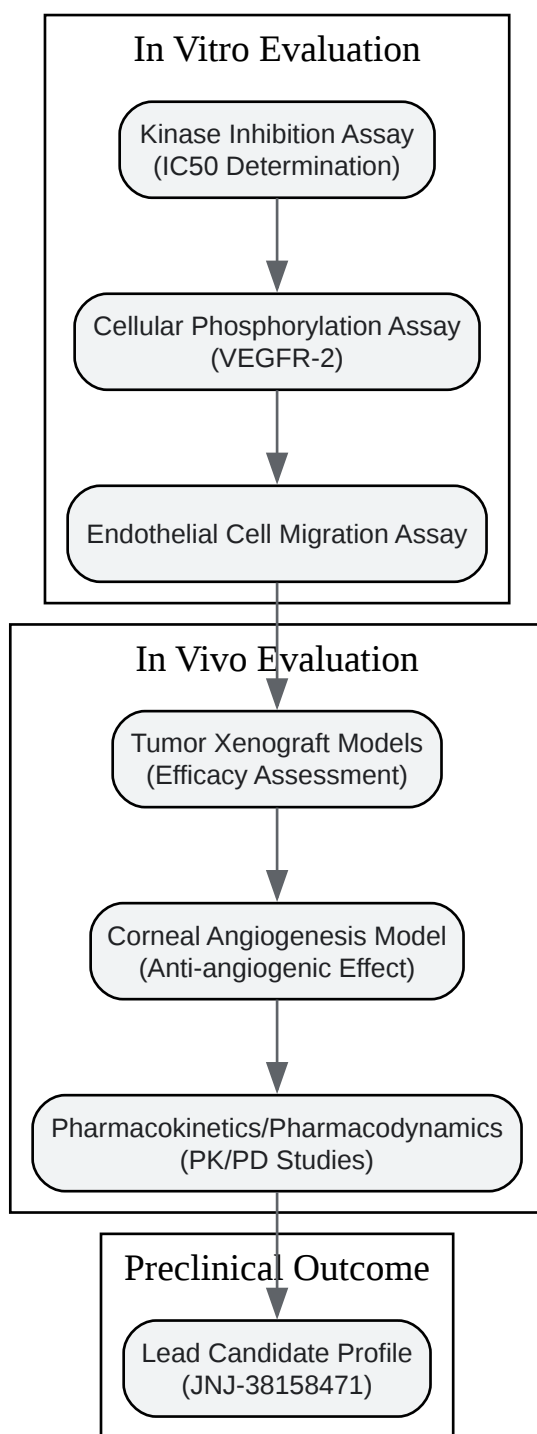 In Vitro Evaluation
Kinase Inhibition Assay
(IC50 Determination)
Cellular Phosphorylation Assay
(VEGFR-2)
Endothelial Cell Migration Assay
In Vivo Evaluation
Tumor Xenograft Models
(Efficacy Assessment)
Corneal Angiogenesis Model
(Anti-angiogenic Effect)
Pharmacokinetics/Pharmacodynamics
(PK/PD Studies)
Preclinical Outcome
Lead Candidate Profile
(JNJ-38158471)